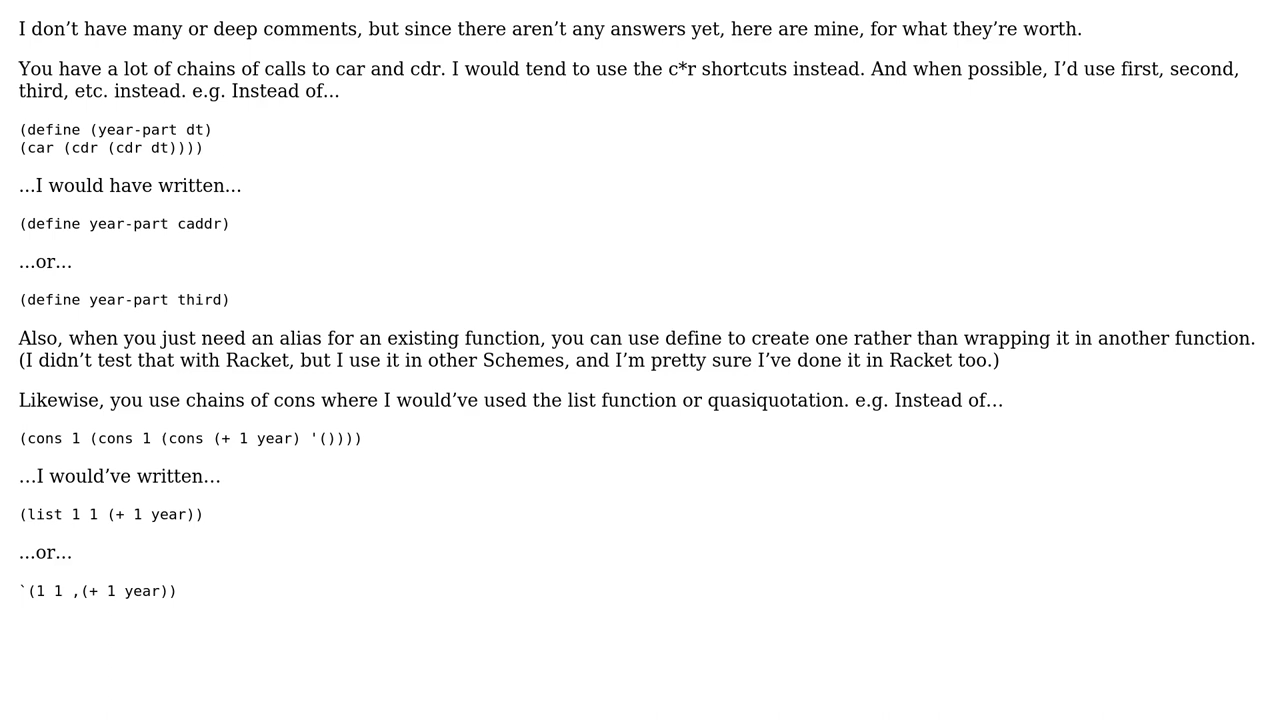 I don’t have many or deep comments, but since there aren’t any answers yet, here are mine, for what they’re worth.
You have a lot of chains of calls to car and cdr. I would tend to use the c*r shortcuts instead. And when possible, I’d use first, second,
third, etc. instead. e.g. Instead of...
(define (year-part dt)
(car (cdr (cdr dt))))
...I would have written...
(define year-part caddr)
...or...
(define year-part third)
Also, when you just need an alias for an existing function, you can use define to create one rather than wrapping it in another function.
(I didn’t test that with Racket, but I use it in other Schemes, and I’m pretty sure I’ve done it in Racket too.)
Likewise, you use chains of cons where I would’ve used the list function or quasiquotation. e.g. Instead of…
(cons 1 (cons 1 (cons (+ 1 year) '())))
…I would’ve written…
(list 1 1 (+ 1 year))
...or...
`(1 1 ,(+ 1 year))